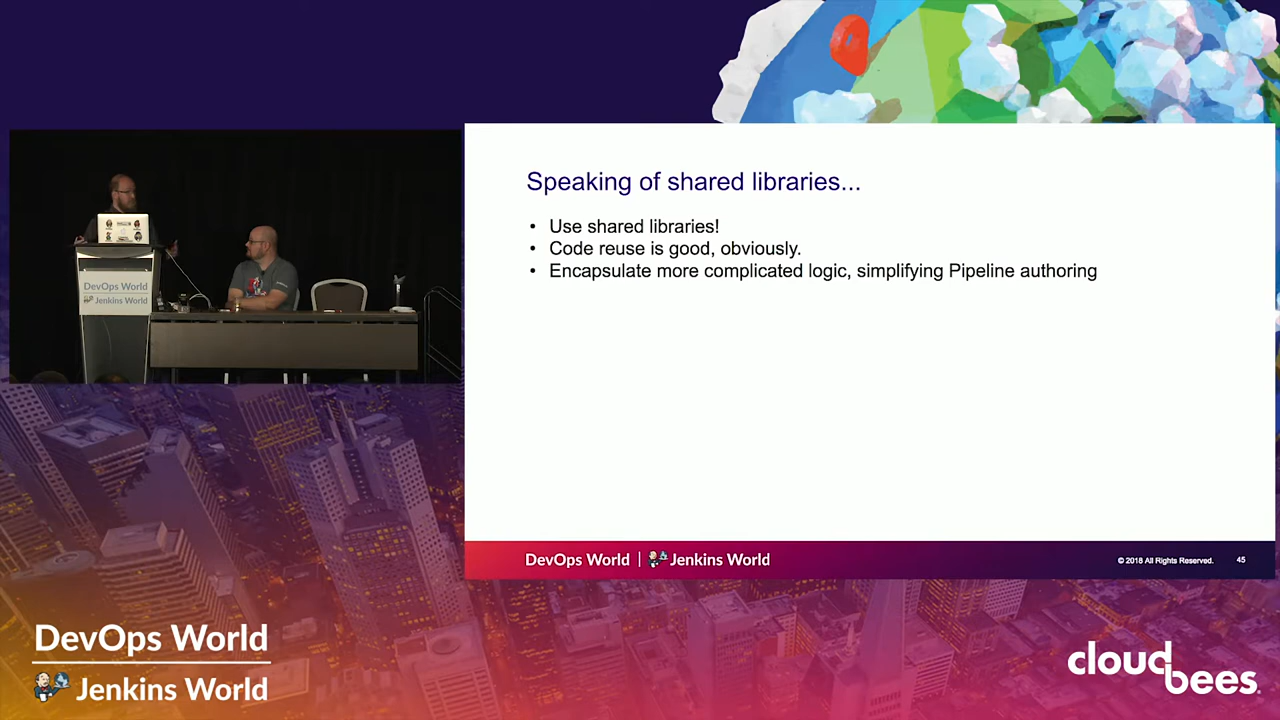 Speaking of shared libraries...
• Use shared libraries!
• Code reuse is good, obviously.
• Encapsulate more complicated logic, simplifying Pipeline authoring
DevOps World
Jenkins World
DevOps World | Jenkins World
© 2018 All Rights Reserved.
45
DevOps World
Jenkins World
cloudbees.